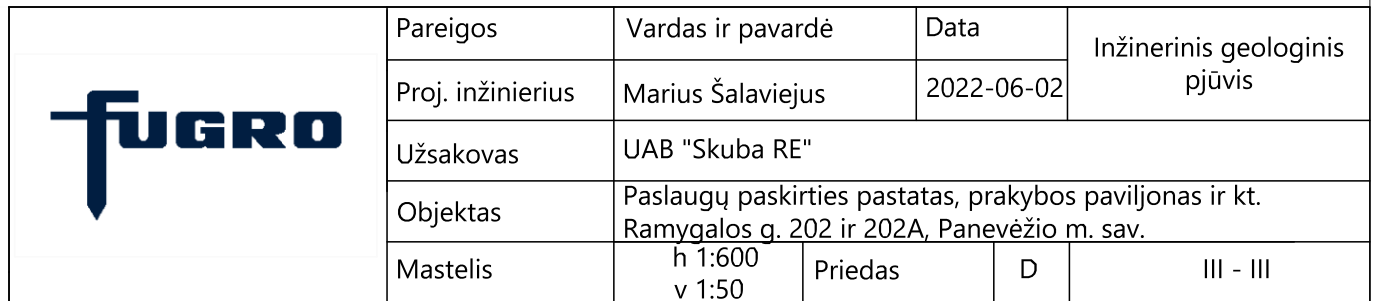 FUGRO
Pareigos
Vardas ir pavardė
Data
Inžinerinis geologinis
pjūvis
Proj. inžinierius
Marius Šalaviejus
2022-06-02
Užsakovas
UAB "Skuba RE"
Objektas
Paslaugų paskirties pastatas, prakybos paviljonas ir kt.
Ramygalos g. 202 ir 202A, Panevėžio m. sav.
Mastelis
h 1:600
v 1:50
Priedas
D
III - III